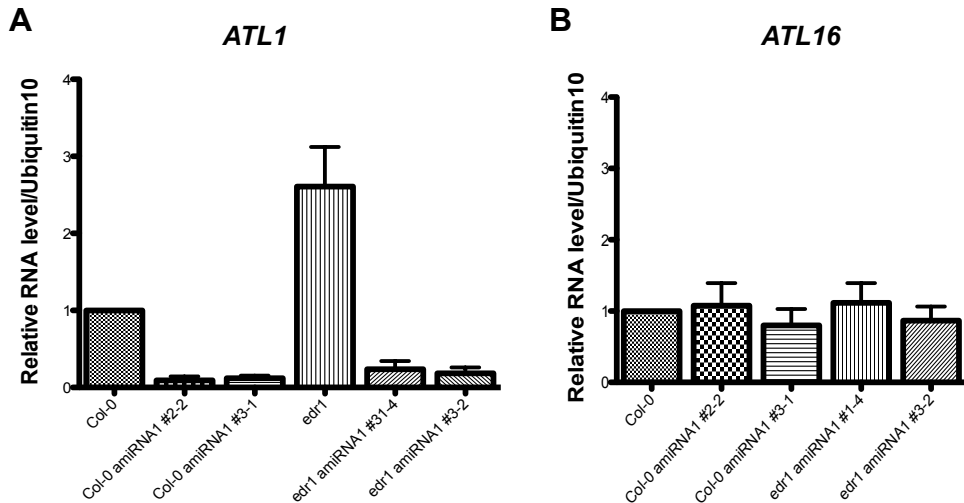 A
ATL1
Relative RNA level/Ubiquitin10
4
3
2
1
0
Col-0
Col-0 amiRNA1 #2-2
Col-0 amiRNA1 #3-1
edr1
edr1 amiRNA1 #31-4
edr1 amiRNA1 #3-2
B
ATL16
Relative RNA level/Ubiquitin10
4
3
2
1
0
Col-0
Col-0 amiRNA1 #2-2
Col-0 amiRNA1 #3-1
edr1 amiRNA1 #1-4
edr1 amiRNA1 #3-2